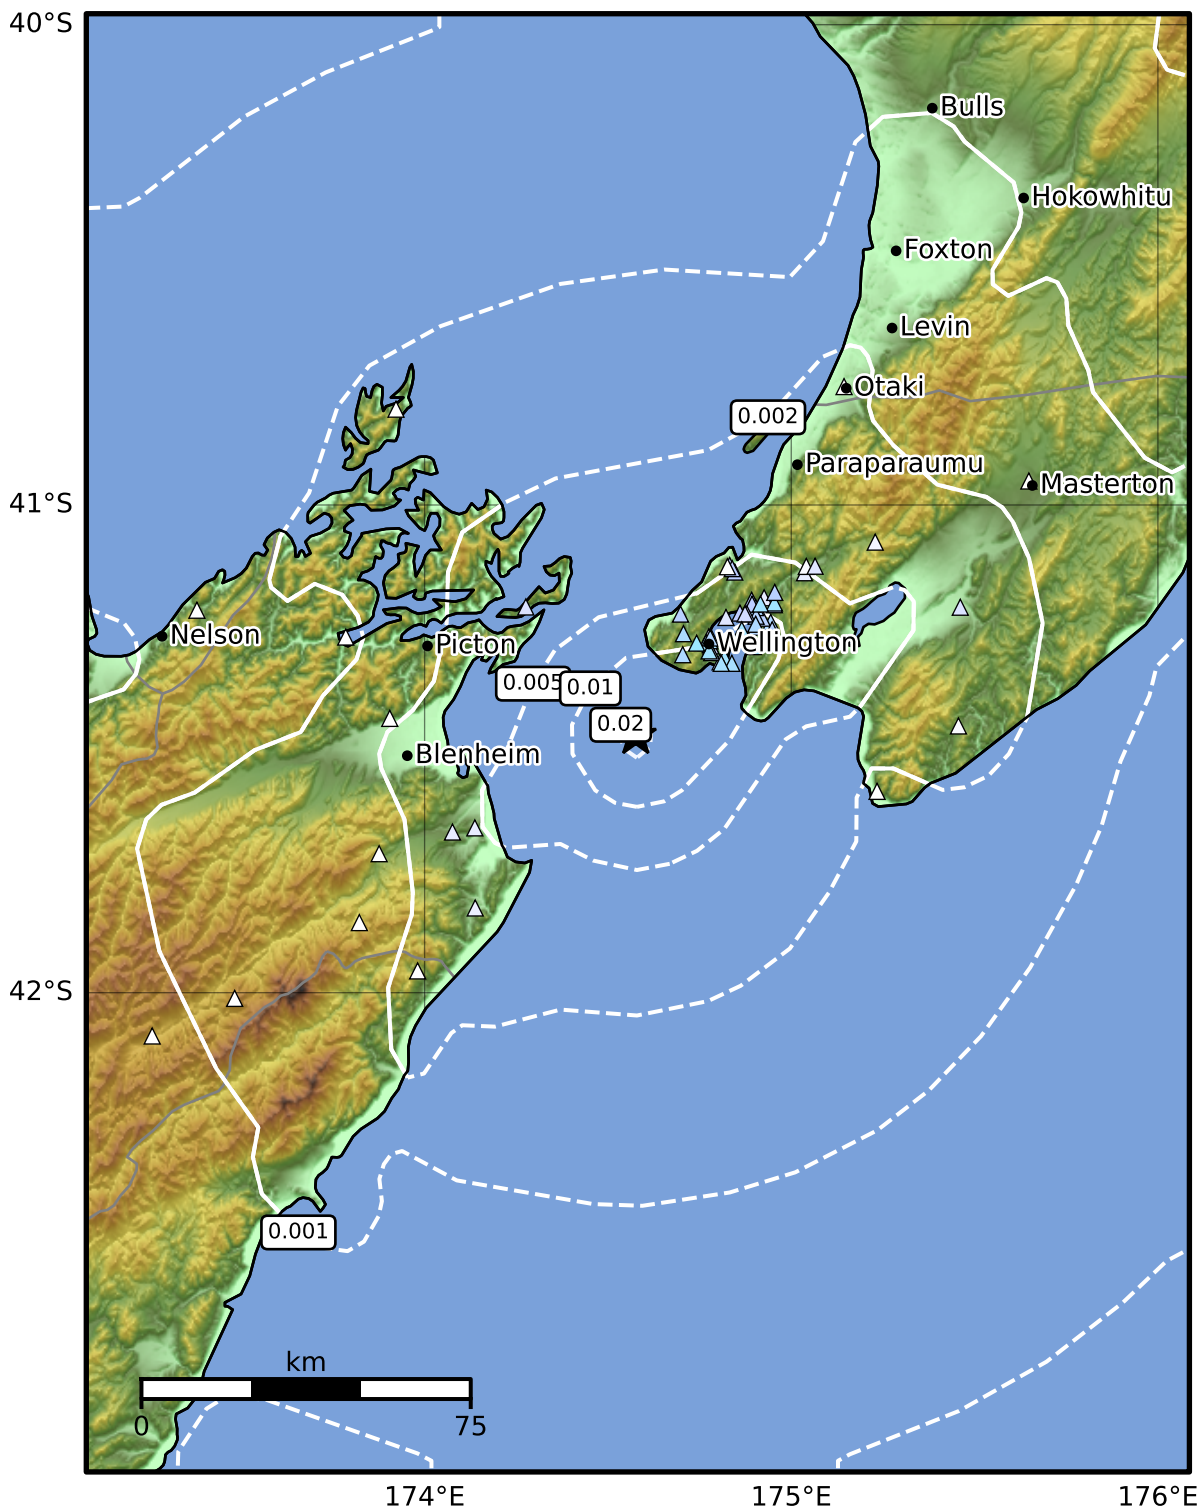 40°S
Bulls
Hokowhitu
Foxton
Levin
Otaki
0.002
Paraparaumu
Masterton
41°S
Nelson
Picton
Wellington
0.005
0.01
0.02
Blenheim
42°S
0.001
km
0
75
174°E
175°E
176°E